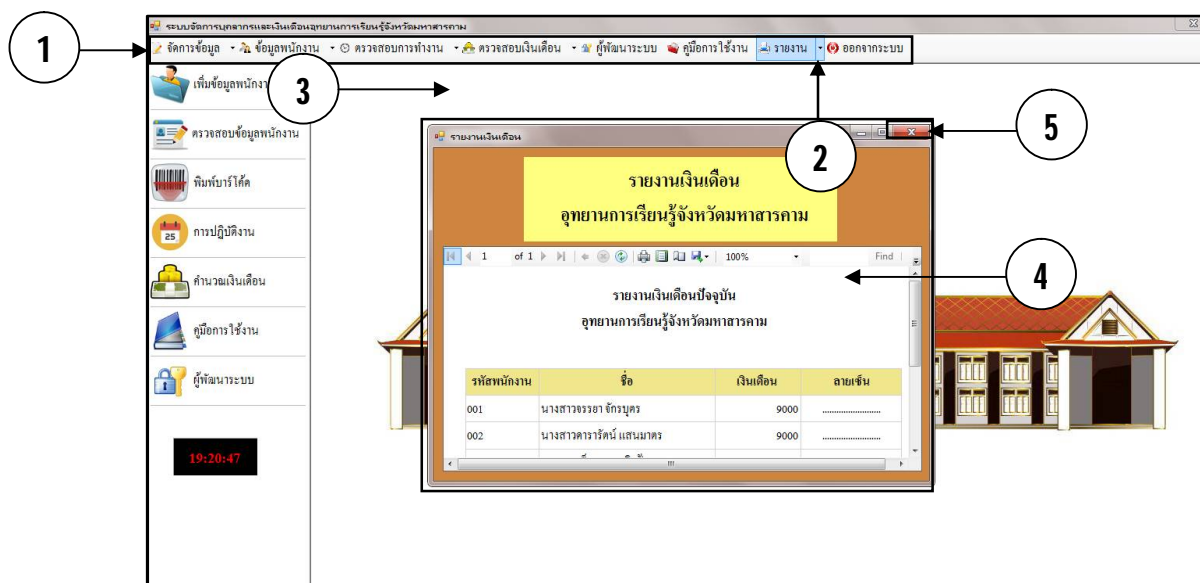 ระบบจัดการบุคลากรและเงินเดือนอุทยานการเรียนรู้จังหวัดมหาสารคาม
1
จัดการข้อมูล ข้อมูลพนักงาน ตรวจสอบการทำงาน ตรวจสอบเงินเดือน ผู้พัฒนาระบบ คู่มือการใช้งาน รายงาน ออกจากระบบ
เพิ่มข้อมูลพนักงา
3
ตรวจสอบข้อมูลพนักงาน
พิมพ์บาร์โค้ด
25
การปฏิบัติงาน
คำนวณเงินเดือน
คู่มือการใช้งาน
ผู้พัฒนาระบบ
19:20:47
รายงานเงินเดือน
2
5
รายงานเงินเดือน
อุทยานการเรียนรู้จังหวัดมหาสารคาม
1 of 1 100% Find
4
รายงานเงินเดือนปัจจุบัน
อุทยานการเรียนรู้จังหวัดมหาสารคาม
รหัสพนักงาน ชื่อ เงินเดือน ลายเซ็น
001 นางสาวจรรยา จักรบุตร 9000 ........................
002 นางสาวดารารัตน์ แสนมาตร 9000 ........................